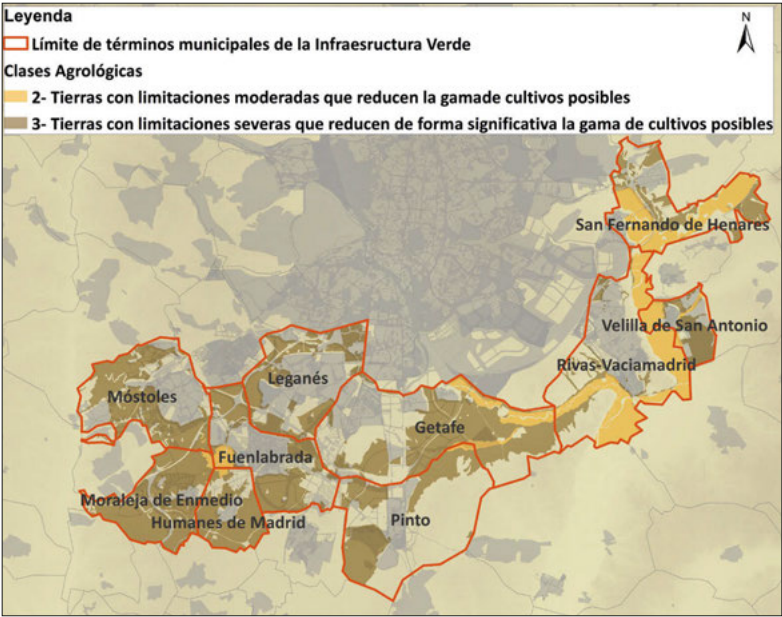 Leyenda
N
Límite de términos municipales de la Infraesructura Verde
Clases Agrológicas
2- Tierras con limitaciones moderadas que reducen la gamade cultivos posibles
3- Tierras con limitaciones severas que reducen de forma significativa la gama de cultivos posibles
San Fernando de Henares
Velilla de San Antonio
Rivas-Vaciamadrid
Leganés
Móstoles
Getafe
Fuenlabrada
Moraleja de Enmedio
Humanes de Madrid
Pinto